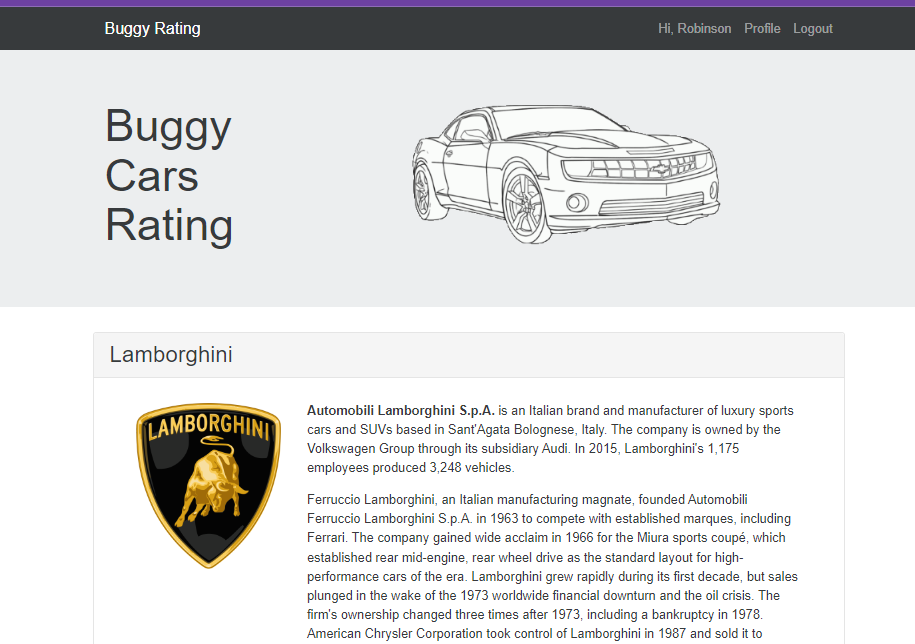 Buggy Rating
Hi, Robinson Profile Logout
Buggy
Cars
Rating
Lamborghini
LAMBORGHINI
Automobili Lamborghini S.p.A. is an Italian brand and manufacturer of luxury sports
cars and SUVs based in Sant'Agata Bolognese, Italy. The company is owned by the
Volkswagen Group through its subsidiary Audi. In 2015, Lamborghini's 1,175
employees produced 3,248 vehicles.
Ferruccio Lamborghini, an Italian manufacturing magnate, founded Automobili
Ferruccio Lamborghini S.p.A. in 1963 to compete with established marques, including
Ferrari. The company gained wide acclaim in 1966 for the Miura sports coupé, which
established rear mid-engine, rear wheel drive as the standard layout for high-
performance cars of the era. Lamborghini grew rapidly during its first decade, but sales
plunged in the wake of the 1973 worldwide financial downturn and the oil crisis. The
firm's ownership changed three times after 1973, including a bankruptcy in 1978.
American Chrysler Corporation took control of Lamborghini in 1987 and sold it to